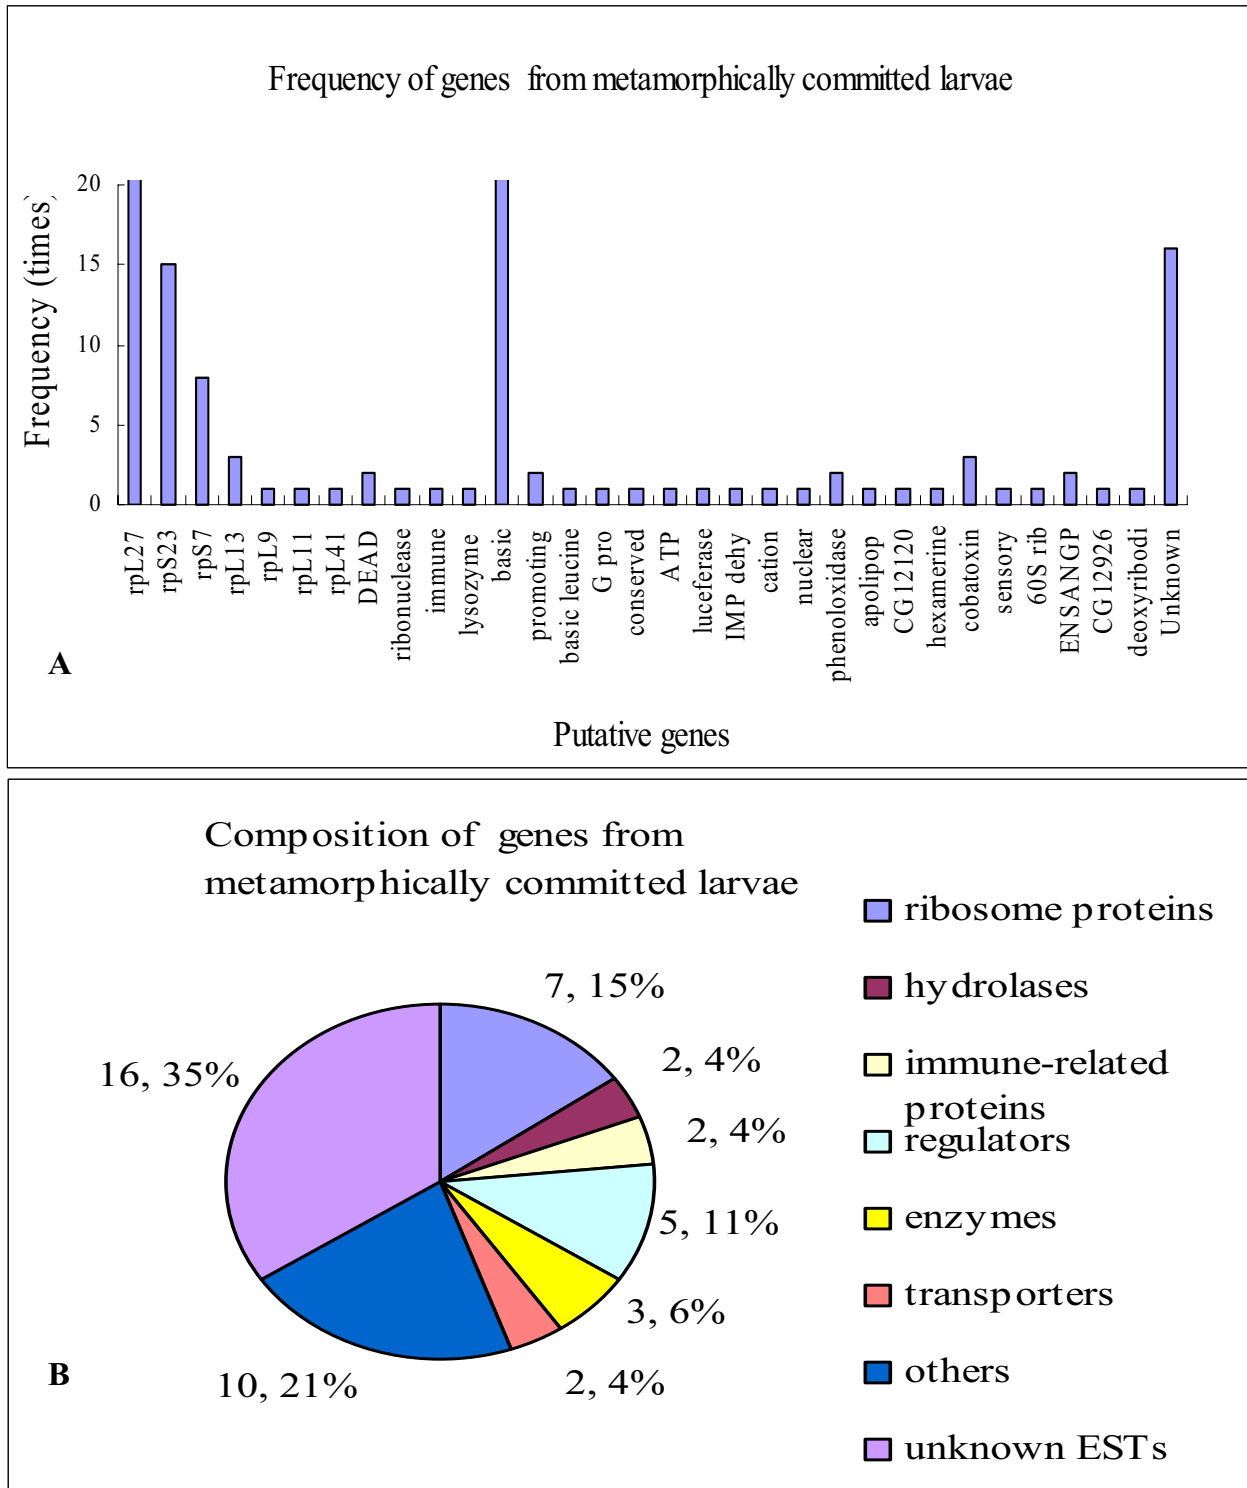 Frequency of genes from metamorphically committed larvae
Frequency (times)
20
15
10
5
0
rpL27
rpS23
rpS7
rpL13
rpL9
rpL11
rpL41
DEAD
ribonuclease
immune
lysozyme
basic
promoting
basic leucine
G pro
conserved
ATP
luceferase
IMP dehy
cation
nuclear
phenoloxidase
apolipop
CG12120
hexamerine
cobatoxin
sensory
60S rib
ENSANGP
CG12926
deoxyribodi
Unknown
A
Putative genes
Composition of genes from
metamorphically committed larvae
7, 15%
2, 4%
2, 4%
5, 11%
3, 6%
2, 4%
10, 21%
16, 35%
ribosome proteins
hydrolases
immune-related
proteins
regulators
enzymes
transporters
others
unknown ESTs
B